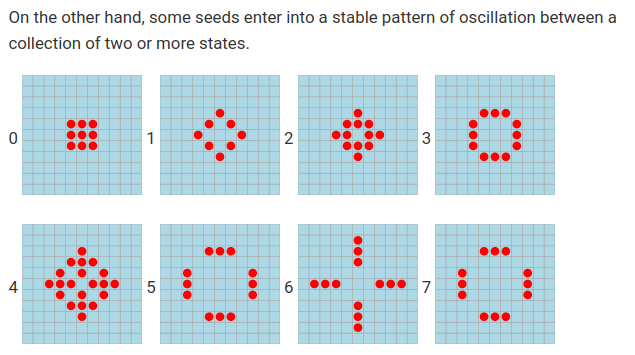 On the other hand, some seeds enter into a stable pattern of oscillation between a
collection of two or more states.
0 1 2 3
4 5 6 7